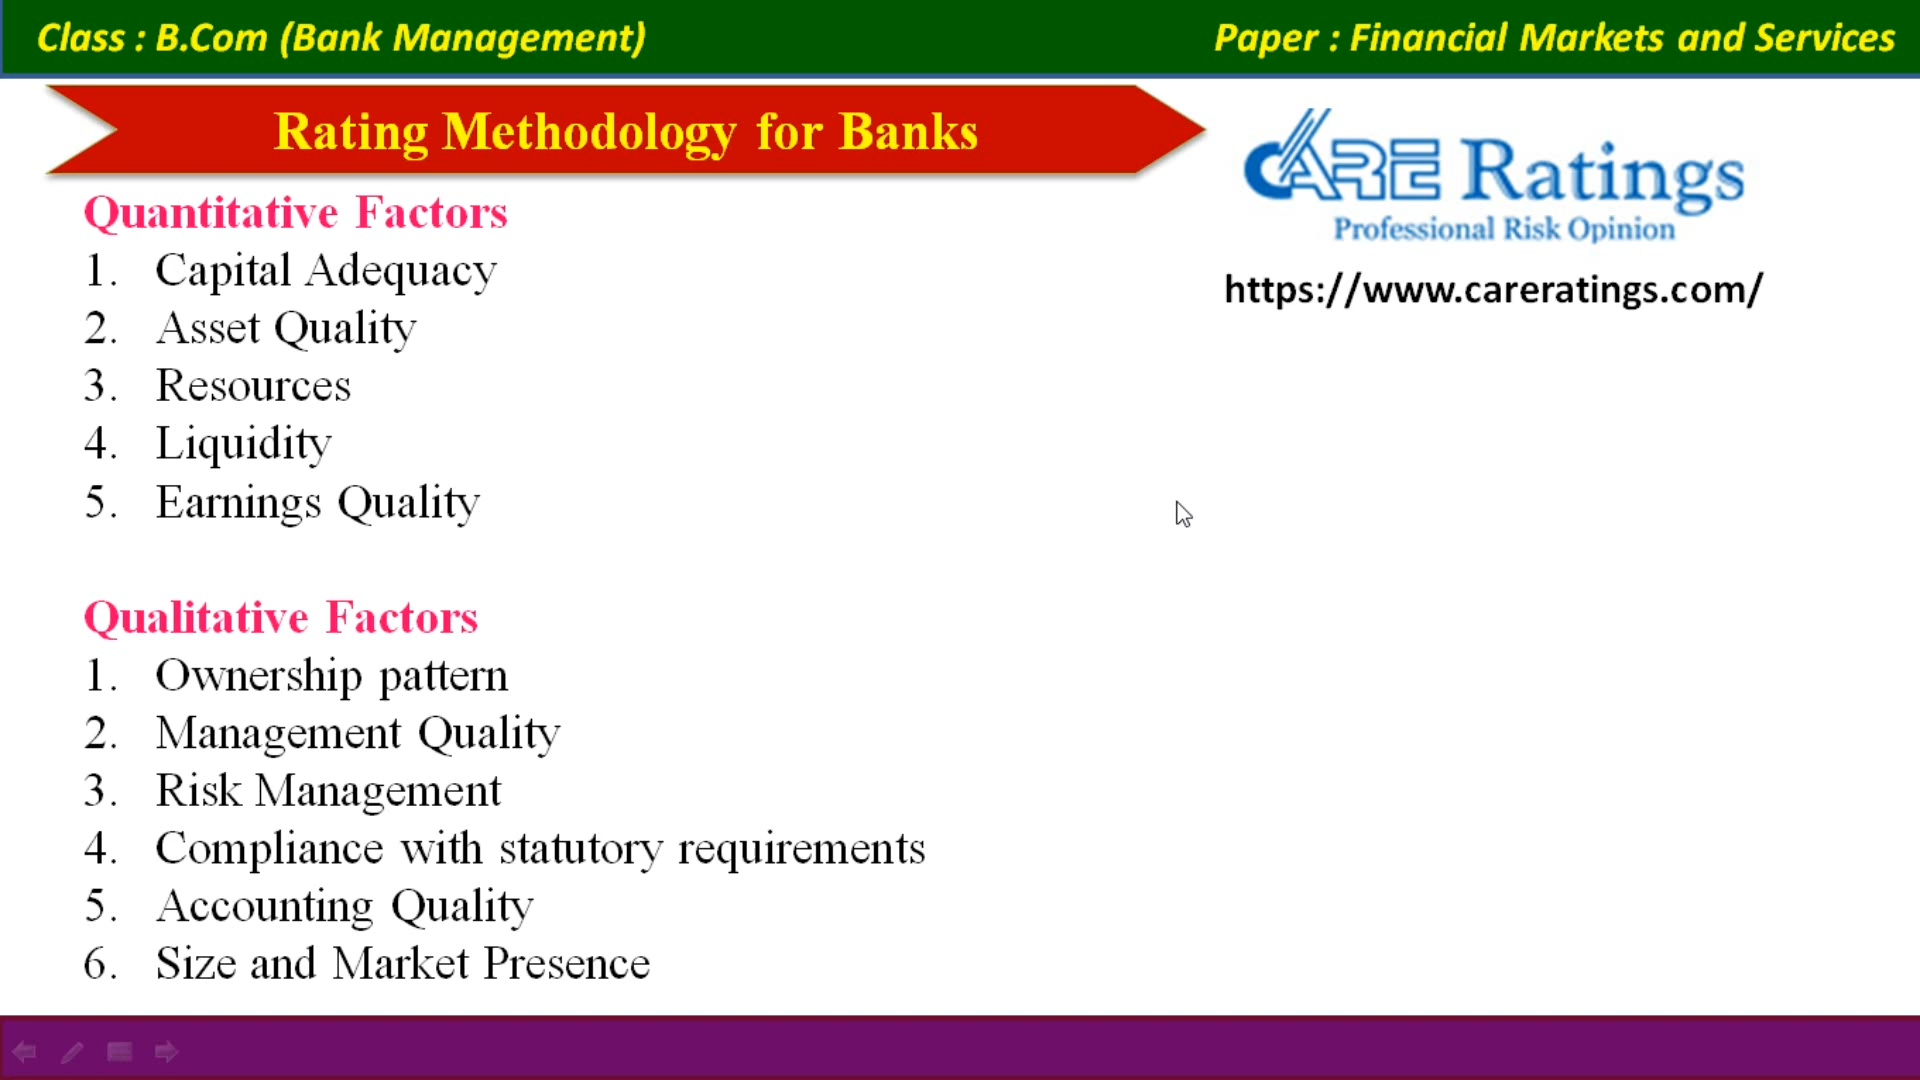 Class : B.Com (Bank Management)
Paper : Financial Markets and Services
Rating Methodology for Banks
CARE Ratings
Professional Risk Opinion
https://www.careratings.com/
Quantitative Factors
1. Capital Adequacy
2. Asset Quality
3. Resources
4. Liquidity
5. Earnings Quality
Qualitative Factors
1. Ownership pattern
2. Management Quality
3. Risk Management
4. Compliance with statutory requirements
5. Accounting Quality
6. Size and Market Presence